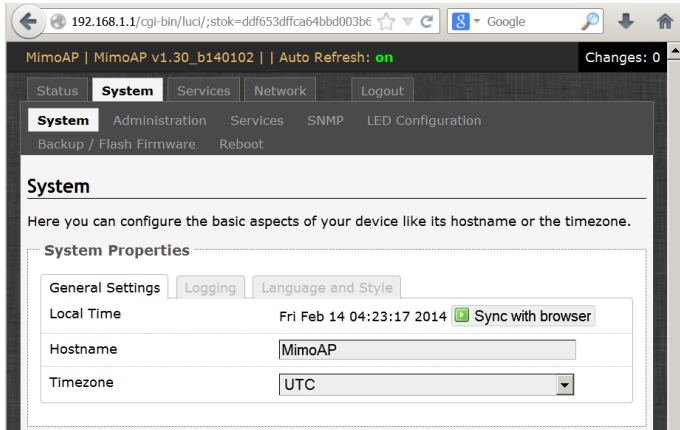 192.168.1.1/cgi-bin/luci/;stok=ddf653dffca64bbd003b6
Google
MimoAP | MimoAP v1.30_b140102 | | Auto Refresh: on
Changes: 0
Status System Services Network Logout
System Administration Services SNMP LED Configuration
Backup / Flash Firmware Reboot
System
Here you can configure the basic aspects of your device like its hostname or the timezone.
System Properties
General Settings Logging Language and Style
Local Time Fri Feb 14 04:23:17 2014 Sync with browser
Hostname MimoAP
Timezone UTC